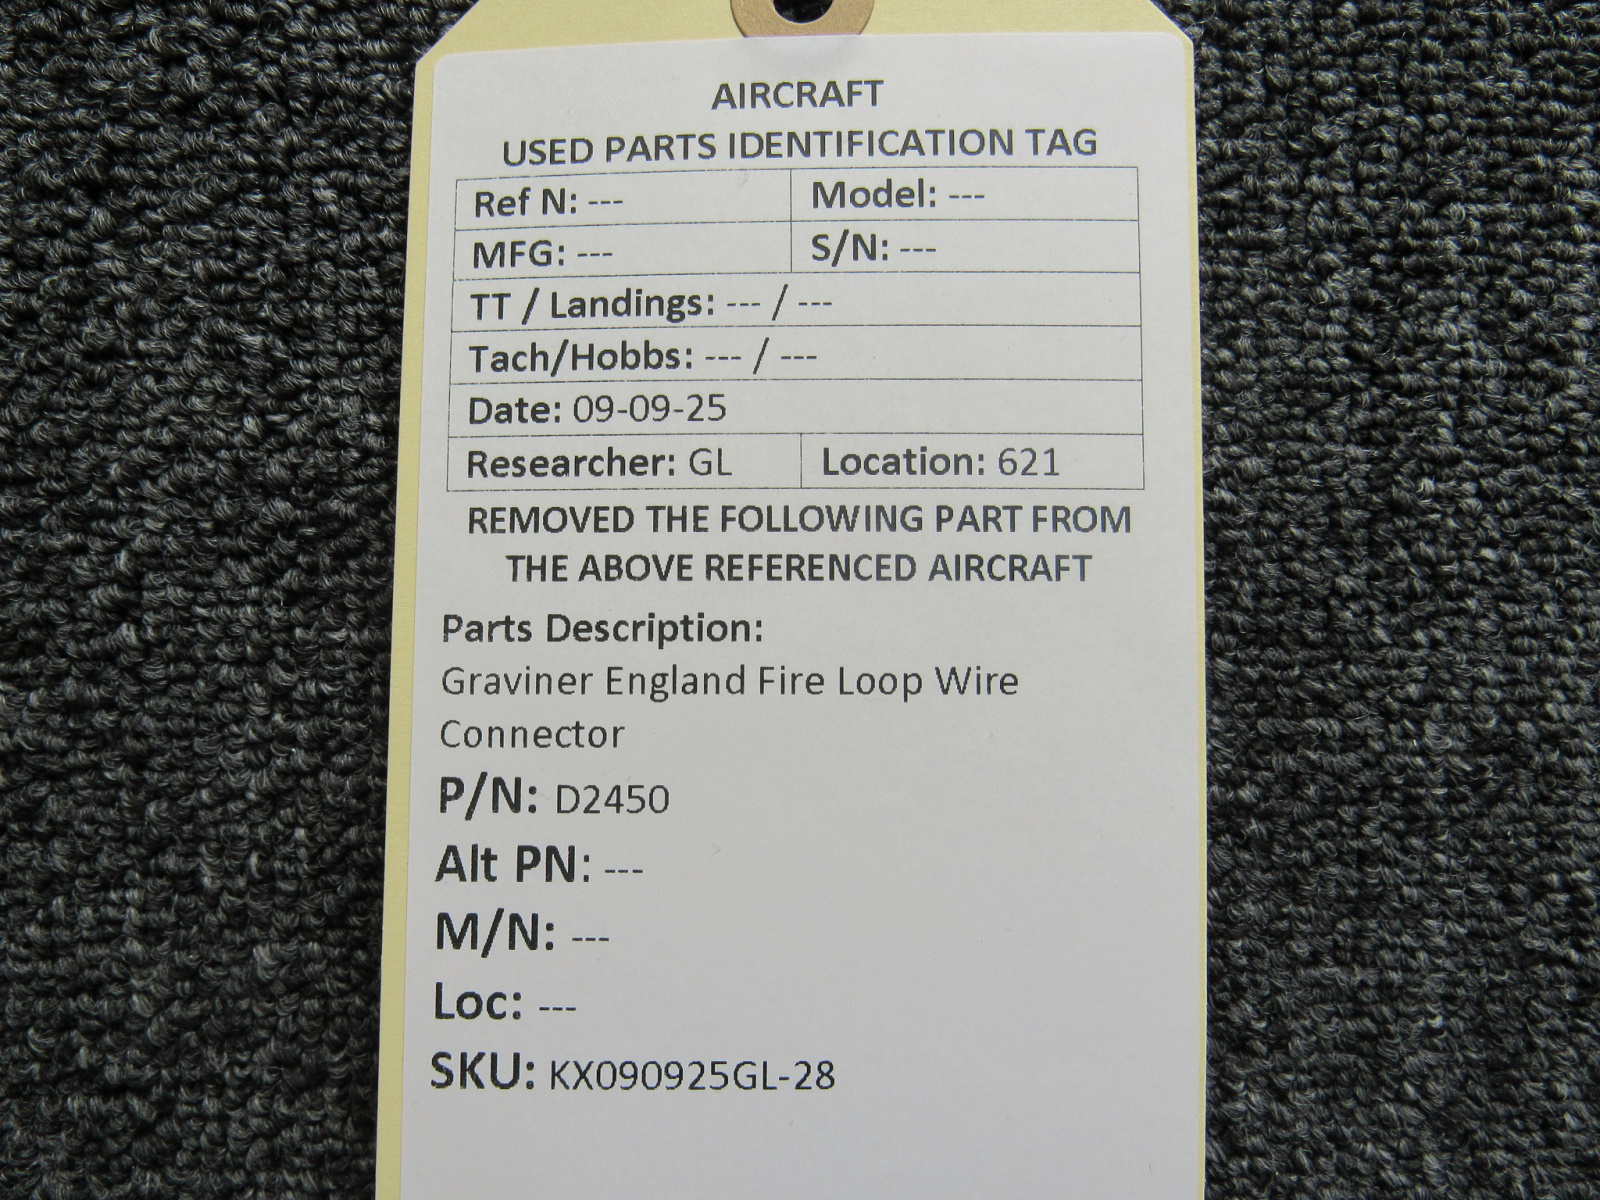 AIRCRAFT
USED PARTS IDENTIFICATION TAG
Ref N: --- Model: ---
MFG: --- S/N: ---
TT / Landings: --- / ---
Tach/Hobbs: --- / ---
Date: 09-09-25
Researcher: GL Location: 621
REMOVED THE FOLLOWING PART FROM
THE ABOVE REFERENCED AIRCRAFT
Parts Description:
Graviner England Fire Loop Wire
Connector
P/N: D2450
Alt PN: ---
M/N: ---
Loc: ---
SKU: KX090925GL-28